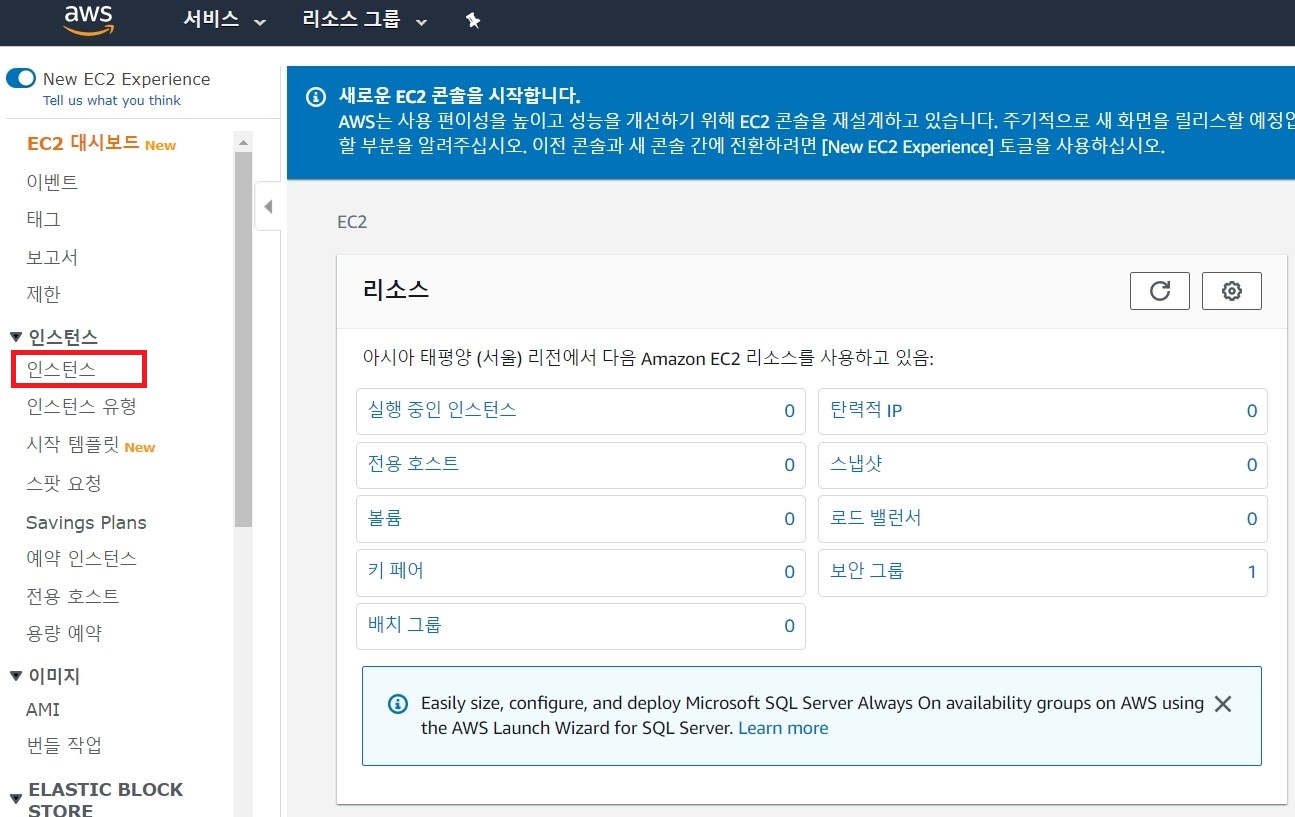 aws
서비스
리소스 그룹
New EC2 Experience
Tell us what you think
EC2 대시보드 New
이벤트
태그
보고서
제한
인스턴스
인스턴스
인스턴스 유형
시작 템플릿 New
스팟 요청
Savings Plans
예약 인스턴스
전용 호스트
용량 예약
이미지
AMI
번들 작업
ELASTIC BLOCK
STORE
새로운 EC2 콘솔을 시작합니다.
AWS는 사용 편이성을 높이고 성능을 개선하기 위해 EC2 콘솔을 재설계하고 있습니다. 주기적으로 새 화면을 릴리스할 예정입
할 부분을 알려주십시오. 이전 콘솔과 새 콘솔 간에 전환하려면 [New EC2 Experience] 토글을 사용하십시오.
EC2
리소스
아시아 태평양 (서울) 리전에서 다음 Amazon EC2 리소스를 사용하고 있음:
실행 중인 인스턴스 0
탄력적 IP 0
전용 호스트 0
스냅샷 0
볼륨 0
로드 밸런서 0
키 페어 0
보안 그룹 1
배치 그룹 0
Easily size, configure, and deploy Microsoft SQL Server Always On availability groups on AWS using
the AWS Launch Wizard for SQL Server. Learn more